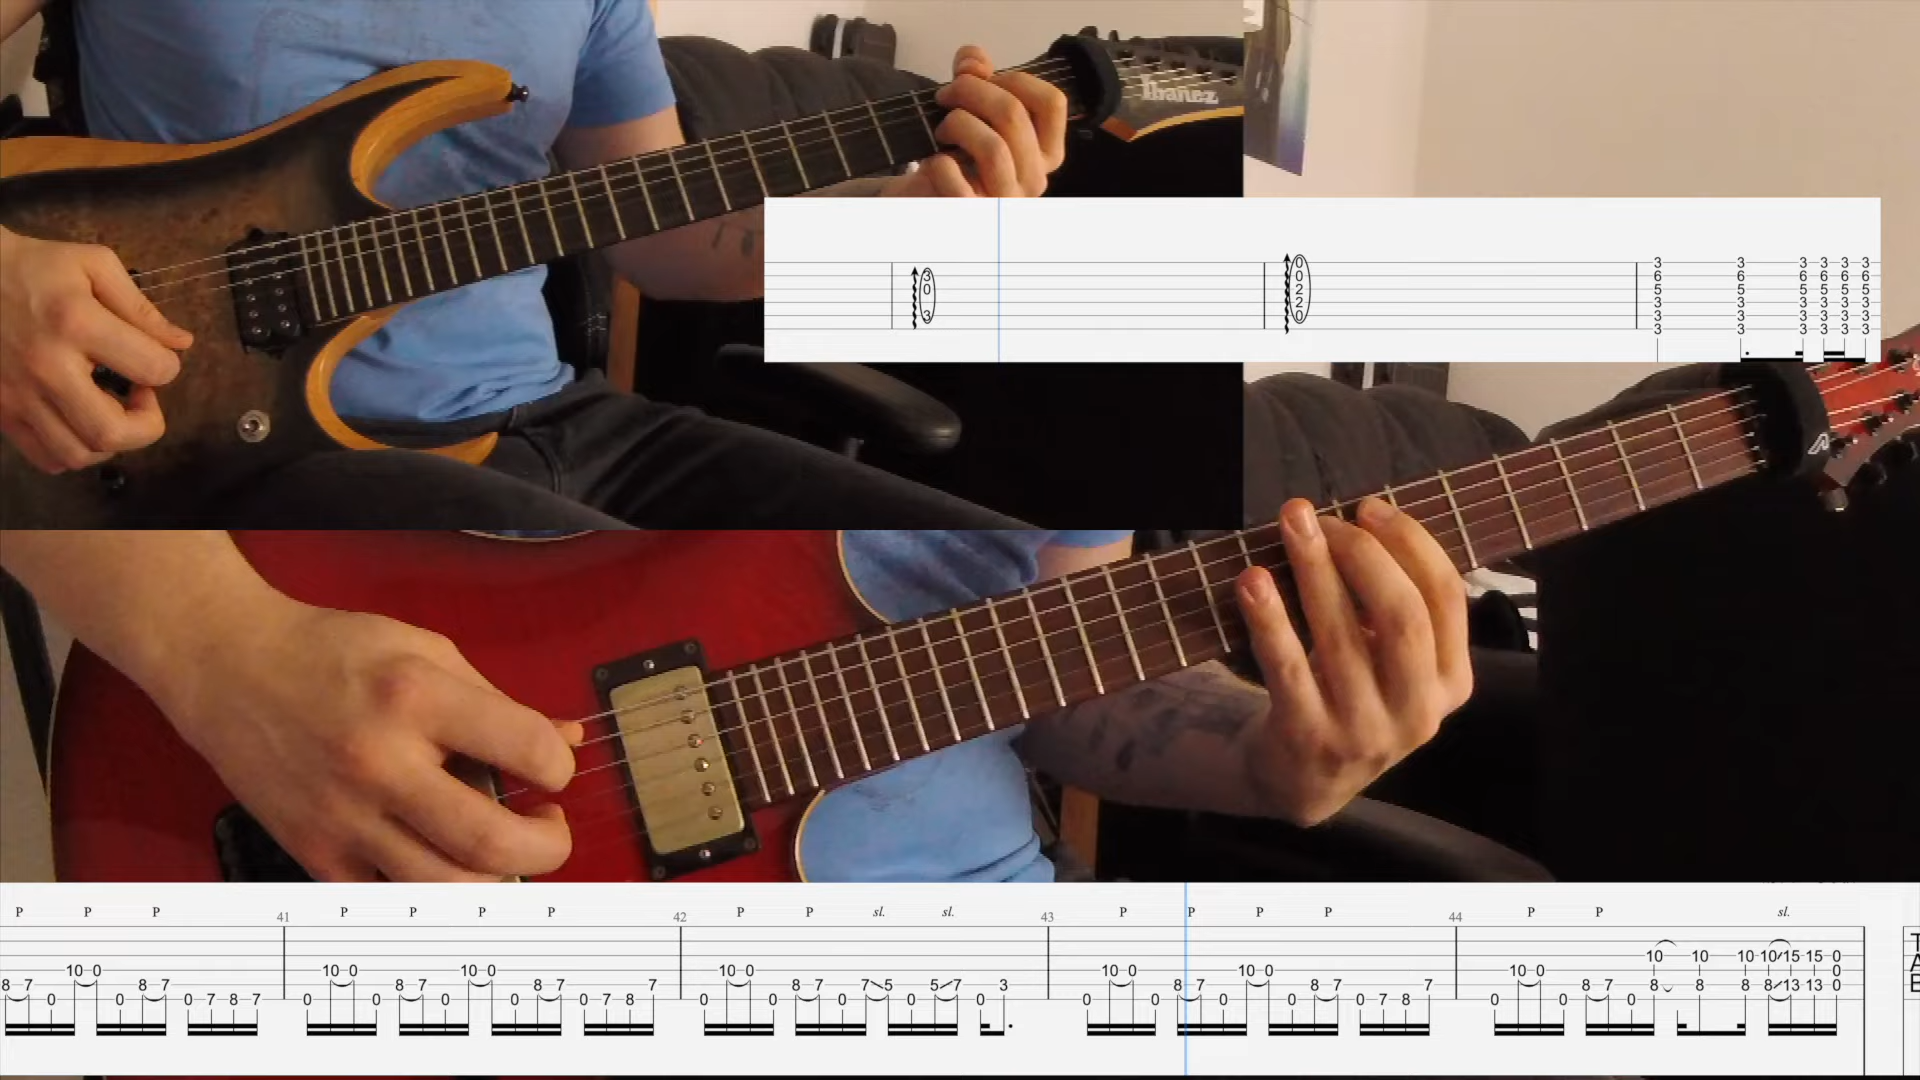 Ibanez
3 0 3 6 3 3 3 3 3
3 0 6 6 6 6 6 6
0 2 5 5 5 5 5 5
2 3 3 3 3 3 3
3 0 3 3 3 3 3 3
3 3 3 3 3 3
P P P 41 P P P P 42 P P sl. sl. 43 P P P P 44 P P sl.
10 10 10 10 15 15 0 T
10 0 10 0 10 0 10 0 10 0 10 0 10 0 0 A
8 7 8 7 8 7 8 7 7 8 7 7 5 5 7 3 8 7 8 7 7 8 7 8 8 8 8 13 13 0 B
0 0 0 7 8 7 0 0 0 0 7 8 0 0 0 0 0 0 0 0 0 7 8 0 0 0